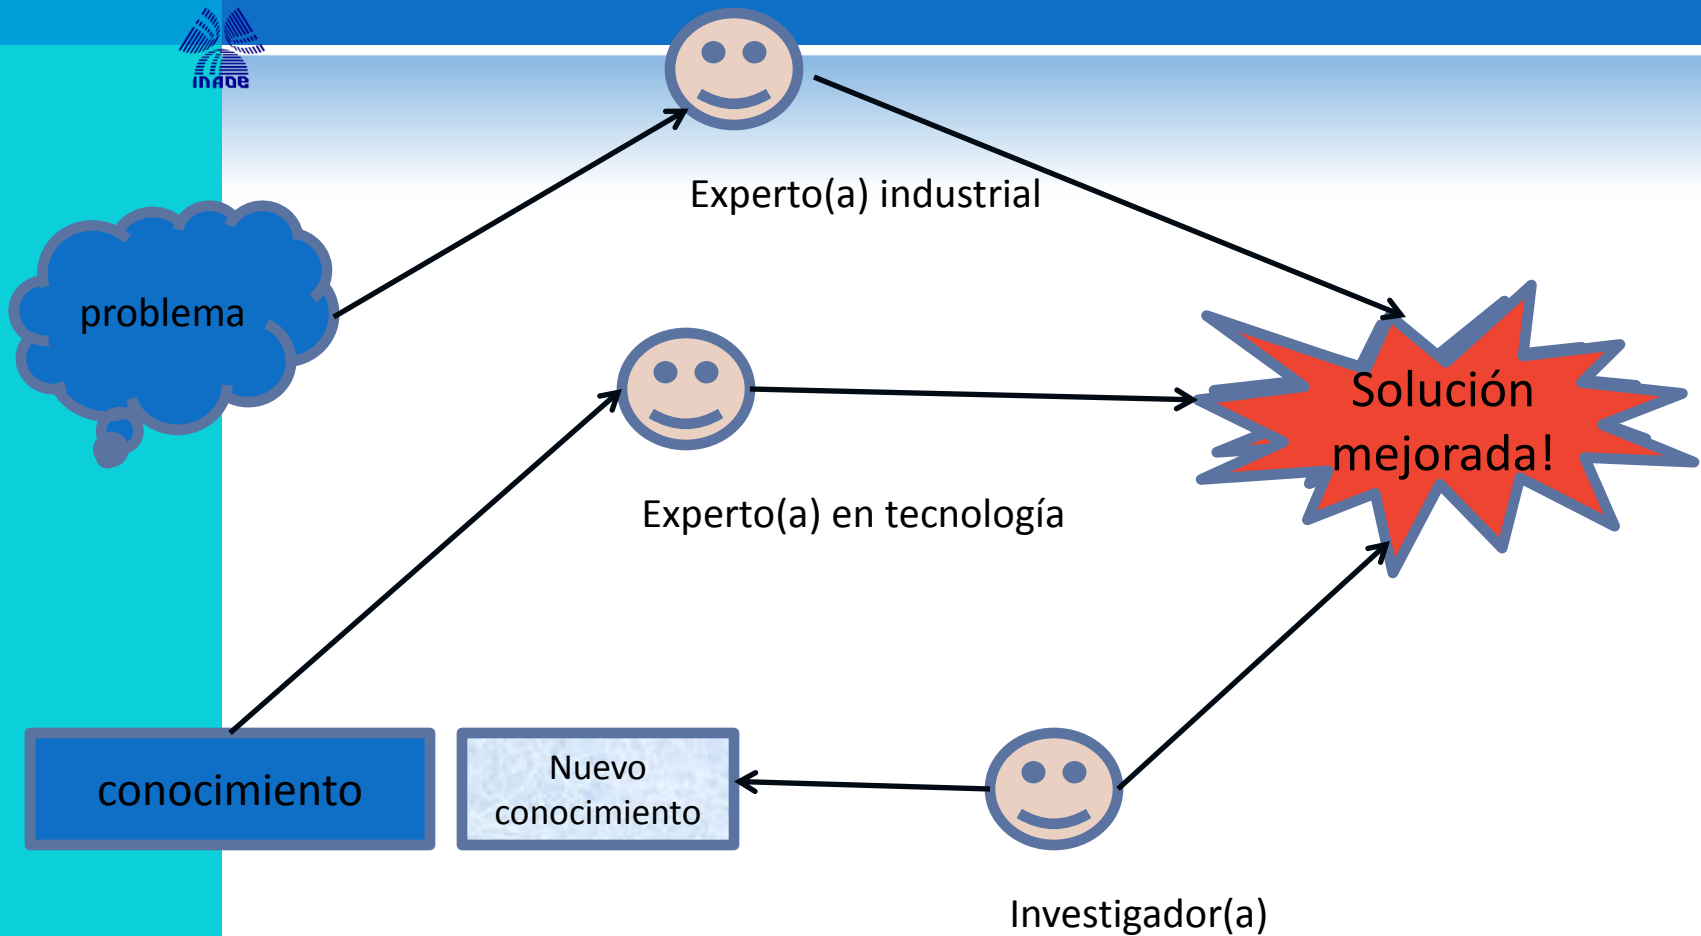 INAOE
Experto(a) industrial
problema
Solución
mejorada!
Experto(a) en tecnología
conocimiento
Nuevo
conocimiento
Investigador(a)